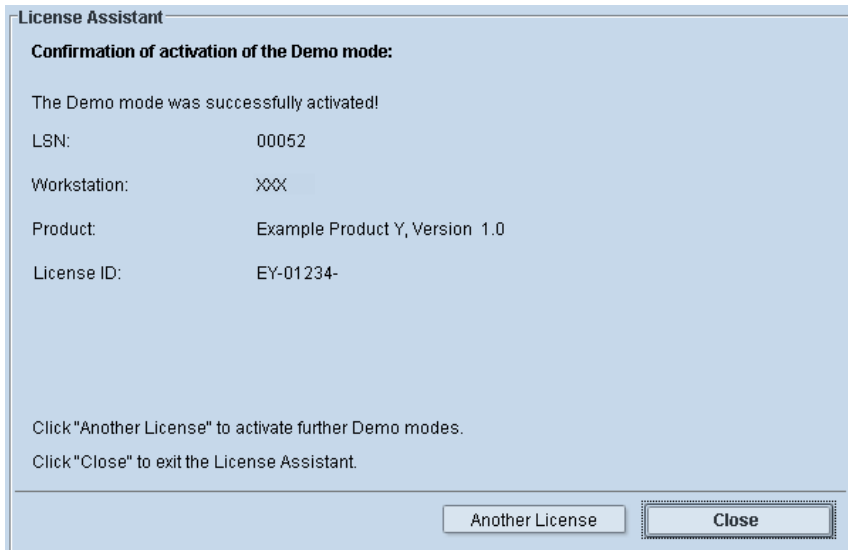 License Assistant
Confirmation of activation of the Demo mode:
The Demo mode was successfully activated!
LSN: 00052
Workstation: XXX
Product: Example Product Y, Version 1.0
License ID: EY-01234-
Click "Another License" to activate further Demo modes.
Click "Close" to exit the License Assistant.
Another License Close